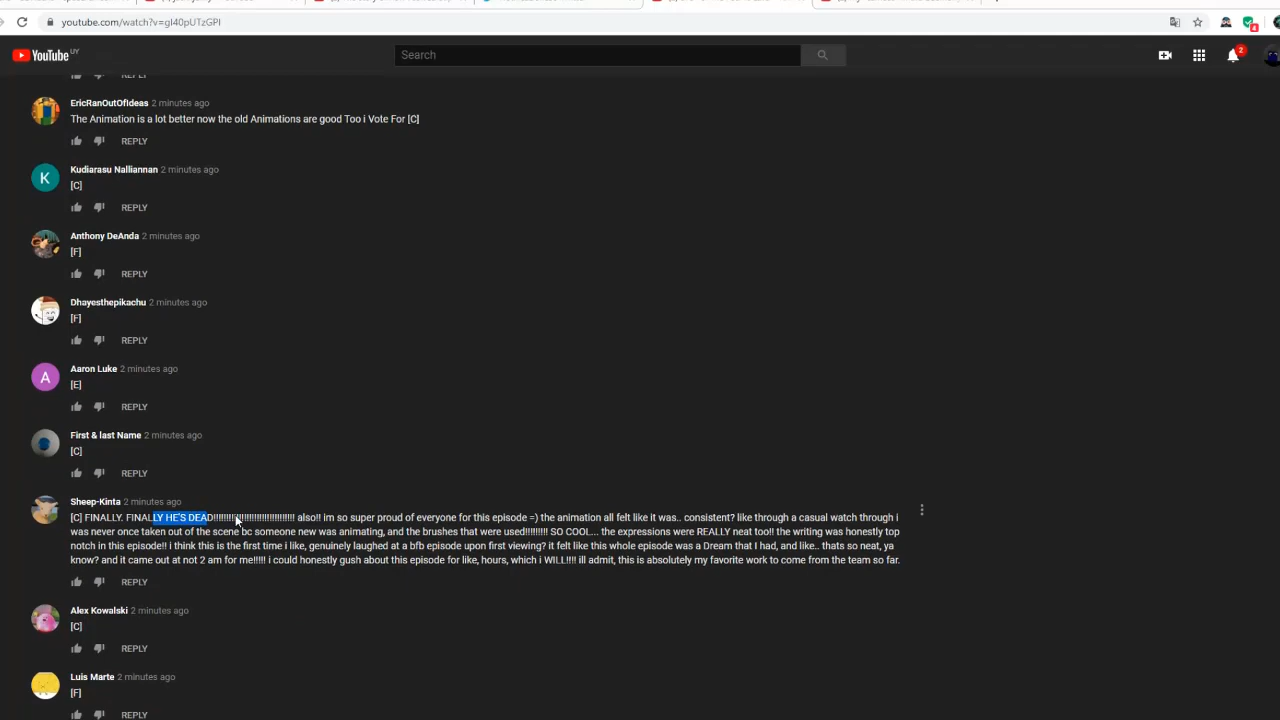 youtube.com/watch?v=gI40pUTzGPI
YouTube UY
Search
2
REPLY
EricRanOutOfIdeas 2 minutes ago
The Animation is a lot better now the old Animations are good Too i Vote For [C]
REPLY
K
Kudiarasu Nalliannan 2 minutes ago
[C]
REPLY
Anthony DeAnda 2 minutes ago
[F]
REPLY
Dhayesthepikachu 2 minutes ago
[F]
REPLY
A
Aaron Luke 2 minutes ago
[E]
REPLY
First & last Name 2 minutes ago
[C]
REPLY
Sheep-Kinta 2 minutes ago
[C] FINALLY. FINALLY HE'S DEAD!!!!!!!!!!!!!!!!!!!!!!!!!!!!!!! also!! im so super proud of everyone for this episode =) the animation all felt like it was.. consistent? like through a casual watch through i
was never once taken out of the scene bc someone new was animating, and the brushes that were used!!!!!!!!! SO COOL... the expressions were REALLY neat too!! the writing was honestly top
notch in this episode!! i think this is the first time i like, genuinely laughed at a bfb episode upon first viewing? it felt like this whole episode was a Dream that I had, and like.. thats so neat, ya
know? and it came out at not 2 am for me!!!!! i could honestly gush about this episode for like, hours, which i WILL!!!! ill admit, this is absolutely my favorite work to come from the team so far.
REPLY
Alex Kowalski 2 minutes ago
[C]
REPLY
Luis Marte 2 minutes ago
[F]
REPLY